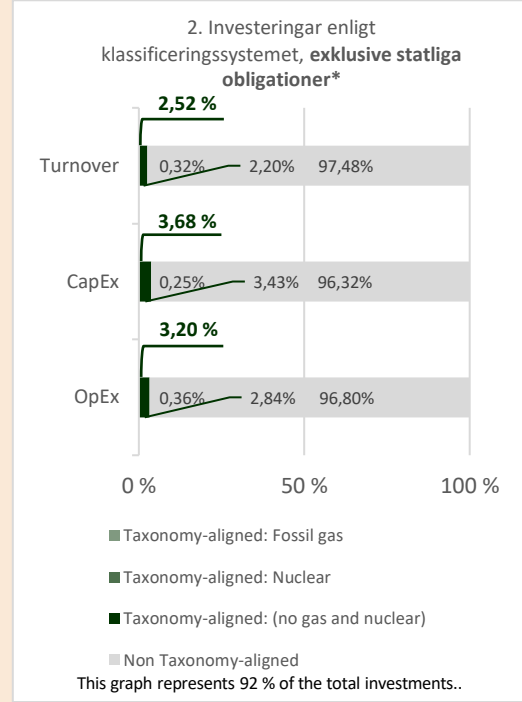 2. Investeringar enligt
klassificeringssystemet, exklusive statliga
obligationer*
2,52 %
Turnover 0,32% 2,20% 97,48%
3,68 %
CapEx 0,25% 3,43% 96,32%
3,20 %
OpEx 0,36% 2,84% 96,80%
0 % 50 % 100 %
Taxonomy-aligned: Fossil gas
Taxonomy-aligned: Nuclear
Taxonomy-aligned: (no gas and nuclear)
Non Taxonomy-aligned
This graph represents 92 % of the total investments..